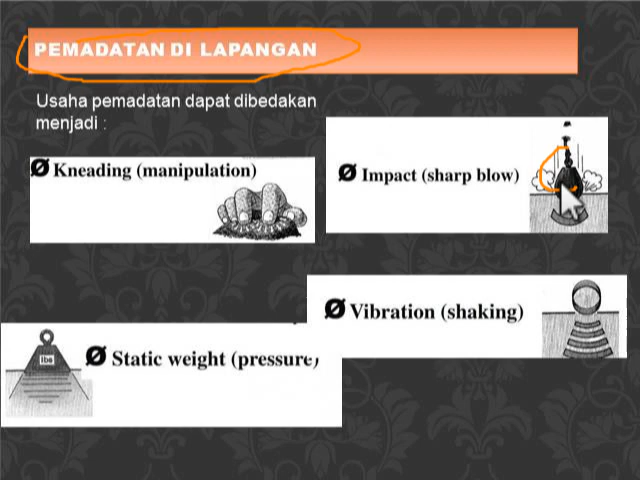 PEMADATAN DI LAPANGAN
Usaha pemadatan dapat dibedakan
menjadi :
Ø Kneading (manipulation)
Ø Impact (sharp blow)
Ø Vibration (shaking)
lbs
Ø Static weight (pressure)